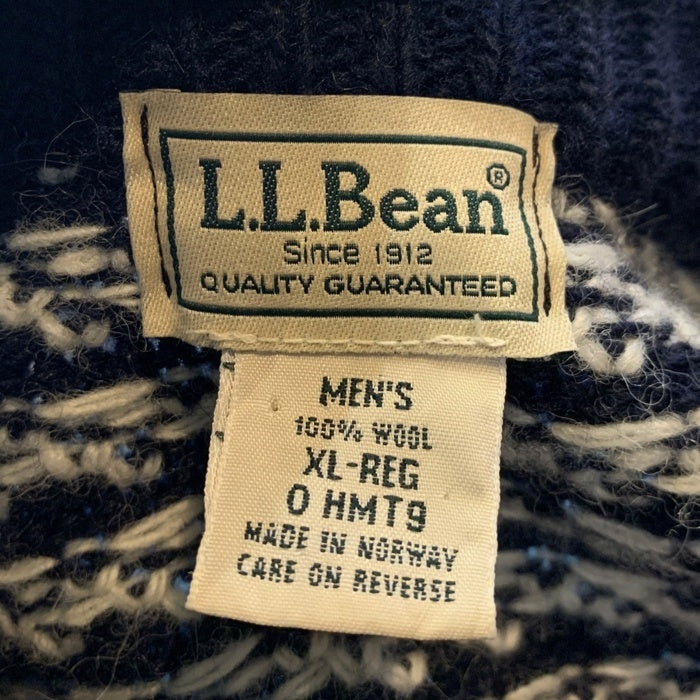 L.L.Bean®
Since 1912
QUALITY GUARANTEED
MEN'S
100% WOOL
XL-REG
0 HMT9
MADE IN NORWAY
CARE ON REVERSE